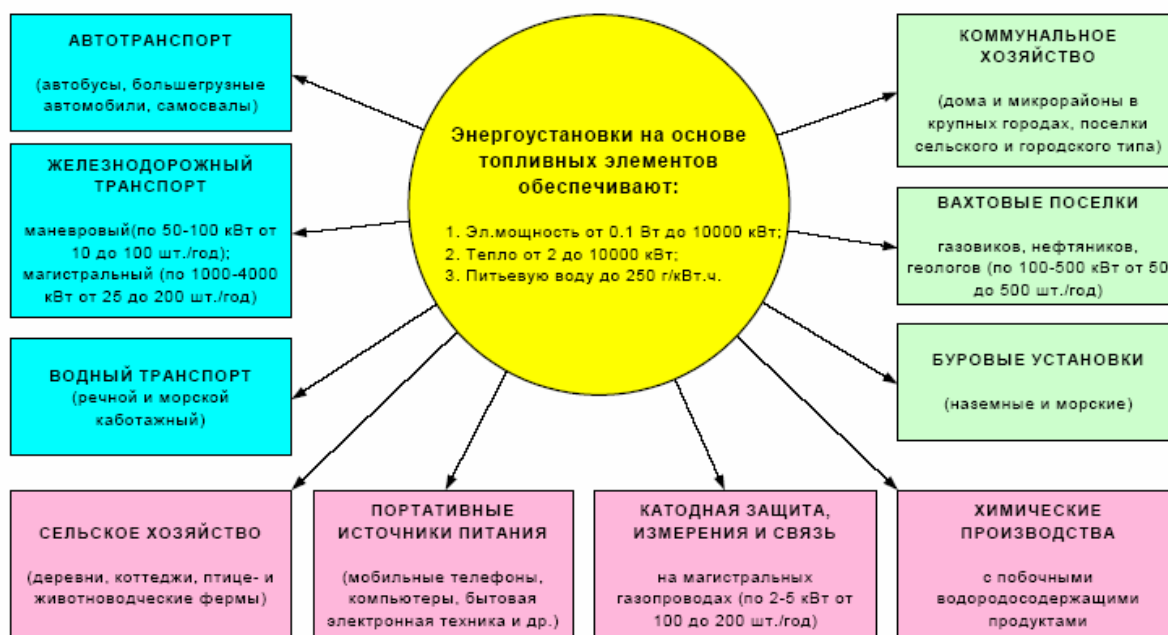 АВТОТРАНСПОРТ
(автобусы, большегрузные
автомобили, самосвалы)
ЖЕЛЕЗНОДОРОЖНЫЙ
ТРАНСПОРТ
маневровый(по 50-100 кВт от
10 до 100 шт./год);
магистральный (по 1000-4000
кВт от 25 до 200 шт./год)
ВОДНЫЙ ТРАНСПОРТ
(речной и морской
каботажный)
Энергоустановки на основе
топливных элементов
обеспечивают:
1. Эл.мощность от 0.1 Вт до 10000 кВт;
2. Тепло от 2 до 10000 кВт;
3. Питьевую воду до 250 г/кВт.ч.
КОММУНАЛЬНОЕ
ХОЗЯЙСТВО
(дома и микрорайоны в
крупных городах, поселки
сельского и городского типа)
ВАХТОВЫЕ ПОСЕЛКИ
газовиков, нефтяников,
геологов (по 100-500 кВт от 50
до 500 шт./год)
БУРОВЫЕ УСТАНОВКИ
(наземные и морские)
СЕЛЬСКОЕ ХОЗЯЙСТВО
(деревни, коттеджи, птице- и
животноводческие фермы)
ПОРТАТИВНЫЕ
ИСТОЧНИКИ ПИТАНИЯ
(мобильные телефоны,
компьютеры, бытовая
электронная техника и др.)
КАТОДНАЯ ЗАЩИТА,
ИЗМЕРЕНИЯ И СВЯЗЬ
на магистральных
газопроводах (по 2-5 кВт от
100 до 200 шт./год)
ХИМИЧЕСКИЕ
ПРОИЗВОДСТВА
с побочными
водородосодержащими
продуктами